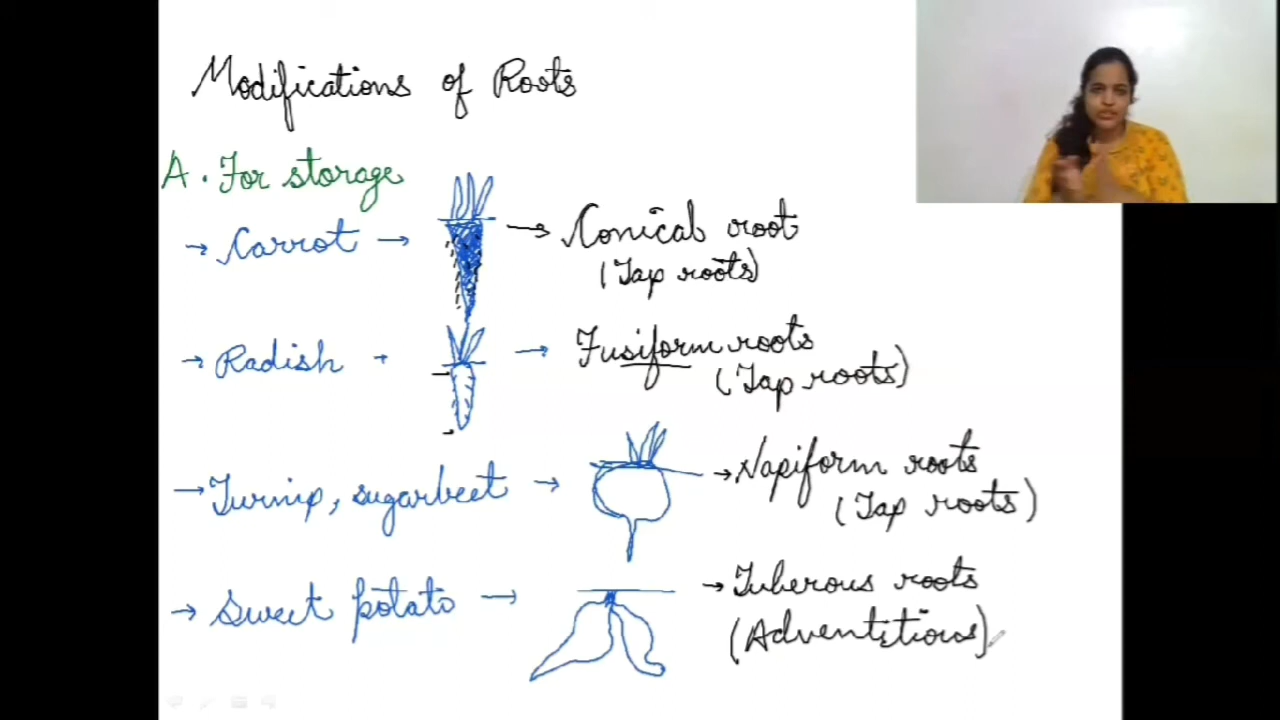 Modifications of Roots
A. For storage
→ Carrot → → Conical root
(Tap roots)
→ Radish → → Fusiform roots
(Tap roots)
→ Turnip, sugarbeet → → Napiform roots
(Tap roots)
→ Sweet potato → → Tuberous roots
(Adventitious)